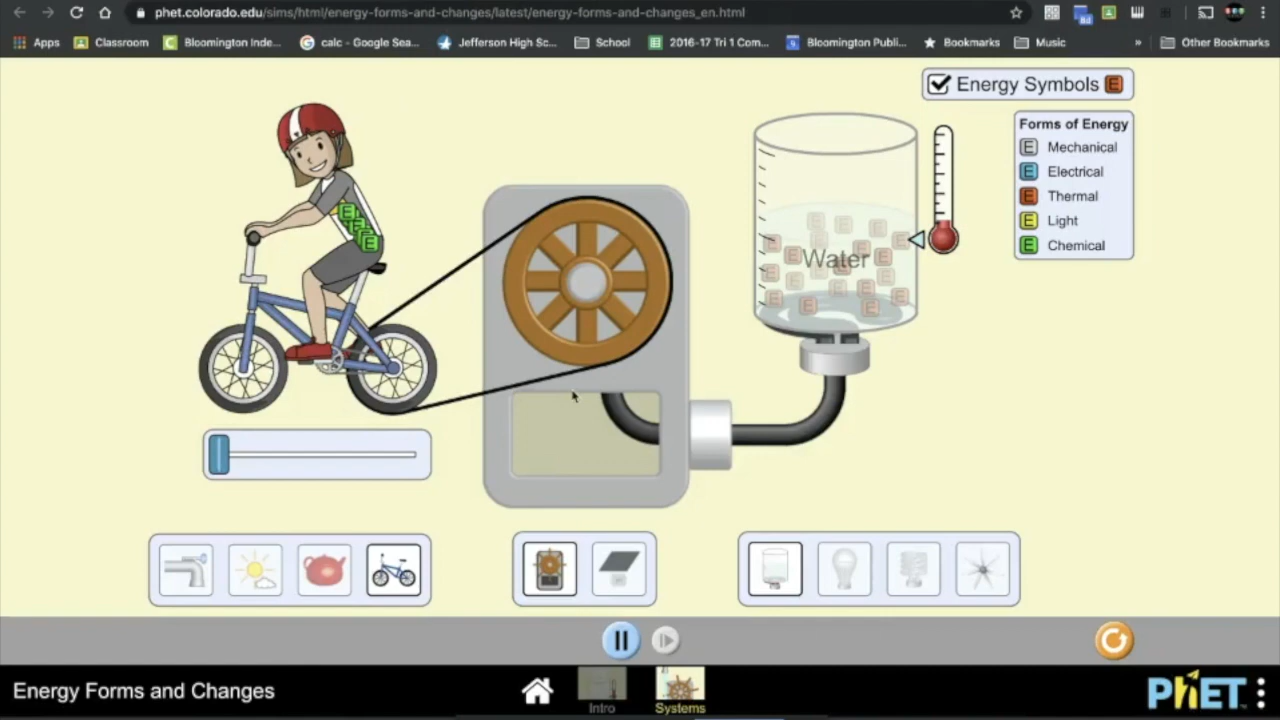 phet.colorado.edu/sims/html/energy-forms-and-changes/latest/energy-forms-and-changes_en.html
Apps Classroom Bloomington Inde... calc - Google Sea... Jefferson High Sc... School 2016-17 Tri 1 Com... Bloomington Publi... Bookmarks Music » Other Bookmarks
Energy Symbols E
Forms of Energy
E Mechanical
E Electrical
E Thermal
E Light
E Chemical
E
E
E
E
Water
Energy Forms and Changes
Intro
Systems
PhET